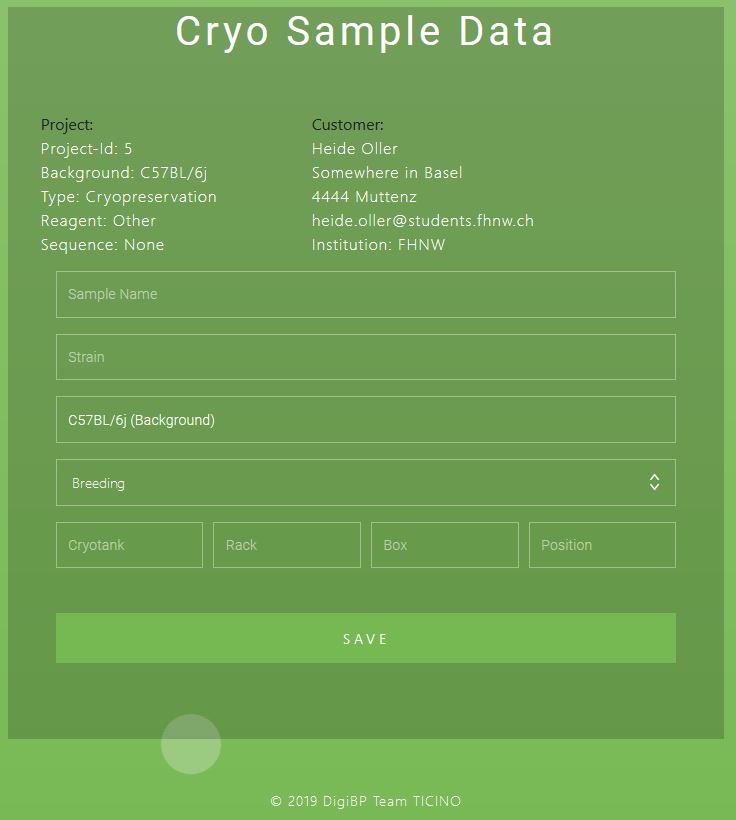 Cryo Sample Data
Project:
Project-Id: 5
Background: C57BL/6j
Type: Cryopreservation
Reagent: Other
Sequence: None
Customer:
Heide Oller
Somewhere in Basel
4444 Muttenz
heide.oller@students.fhnw.ch
Institution: FHNW
Sample Name
Strain
C57BL/6j (Background)
Breeding
Cryotank Rack Box Position
SAVE
© 2019 DigiBP Team TICINO